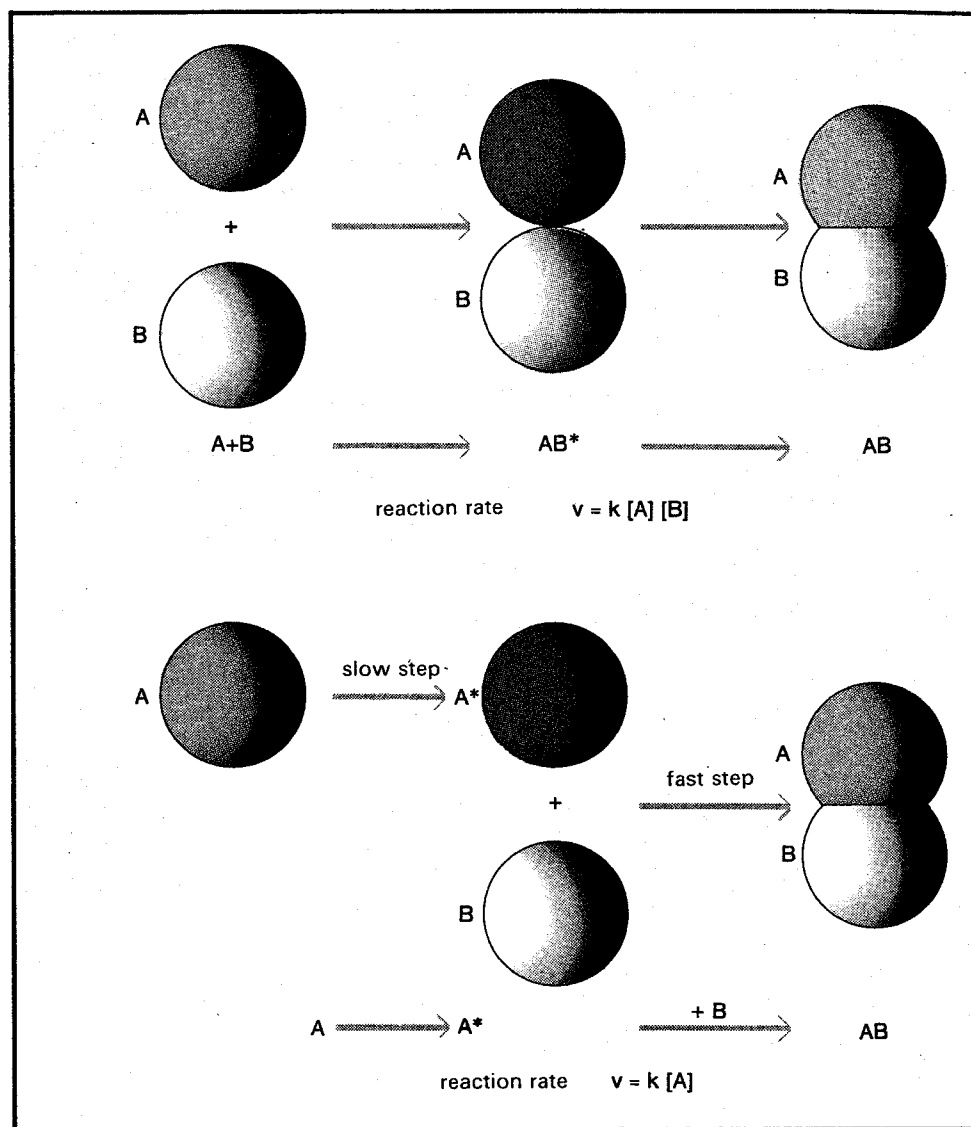 A
A
A
+
B
B
B
A+B AB* AB
reaction rate v = k [A] [B]
A
slow step
A*
A
fast step
+
B
B
A A* + B AB
reaction rate v = k [A]